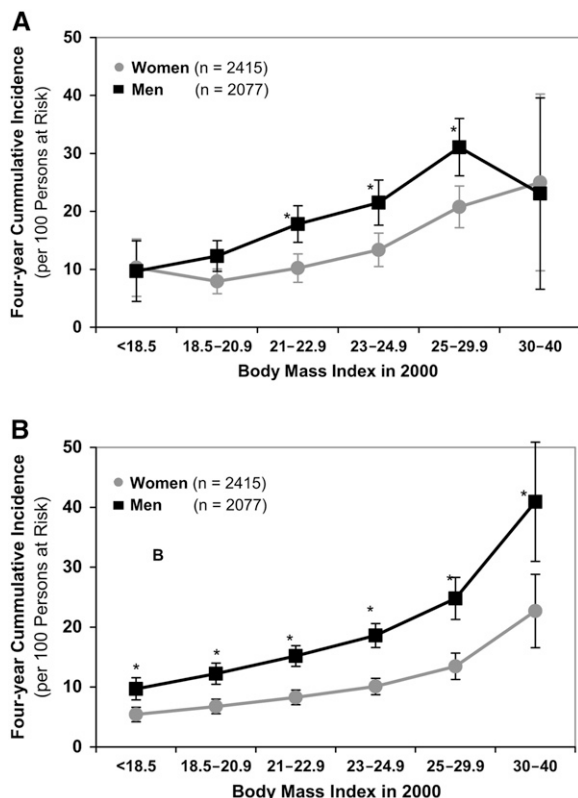 A
50
40
30
20
10
0
Four-year Cummulative Incidence
(per 100 Persons at Risk)
Women (n = 2415)
Men (n = 2077)
*
*
*
<18.5 18.5−20.9 21−22.9 23−24.9 25−29.9 30−40
Body Mass Index in 2000
B
50
40
30
20
10
0
Four-year Cummulative Incidence
(per 100 Persons at Risk)
Women (n = 2415)
Men (n = 2077)
B
*
*
*
*
*
*
<18.5 18.5−20.9 21−22.9 23−24.9 25−29.9 30−40
Body Mass Index in 2000